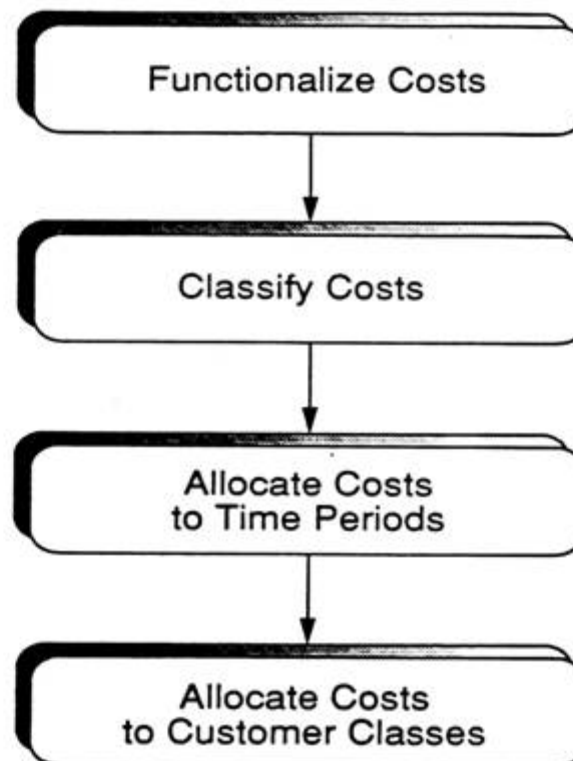 Functionalize Costs
Classify Costs
Allocate Costs
to Time Periods
Allocate Costs
to Customer Classes